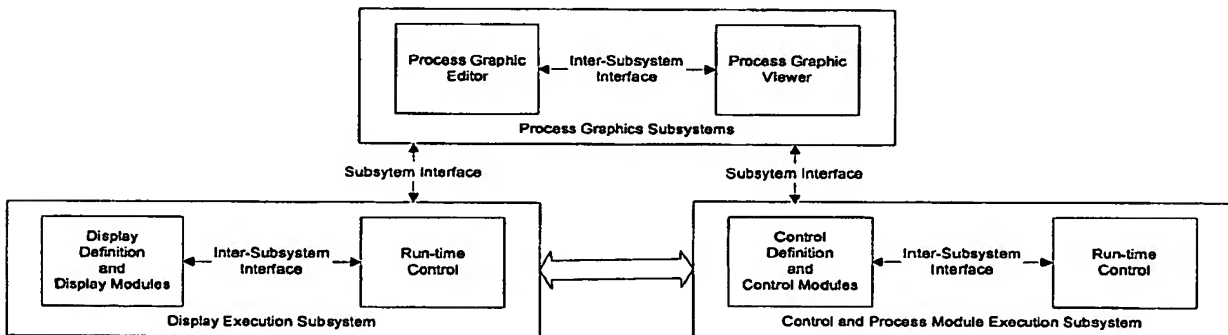 Process Graphic
Editor
Inter-Subsystem
Interface
Process Graphic
Viewer
Process Graphics Subsystems
Subsytem Interface
Subsytem Interface
Display
Definition
and
Display Modules
Inter-Subsystem
Interface
Run-time
Control
Display Execution Subsystem
Control
Definition
and
Control Modules
Inter-Subsystem
Interface
Run-time
Control
Control and Process Module Execution Subsystem